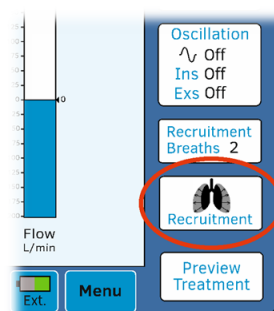 Oscillation
Off
Ins Off
Exs Off
Recruitment
Breaths 2
0
Recruitment
Flow
L/min
Preview
Treatment
Ext.
Menu